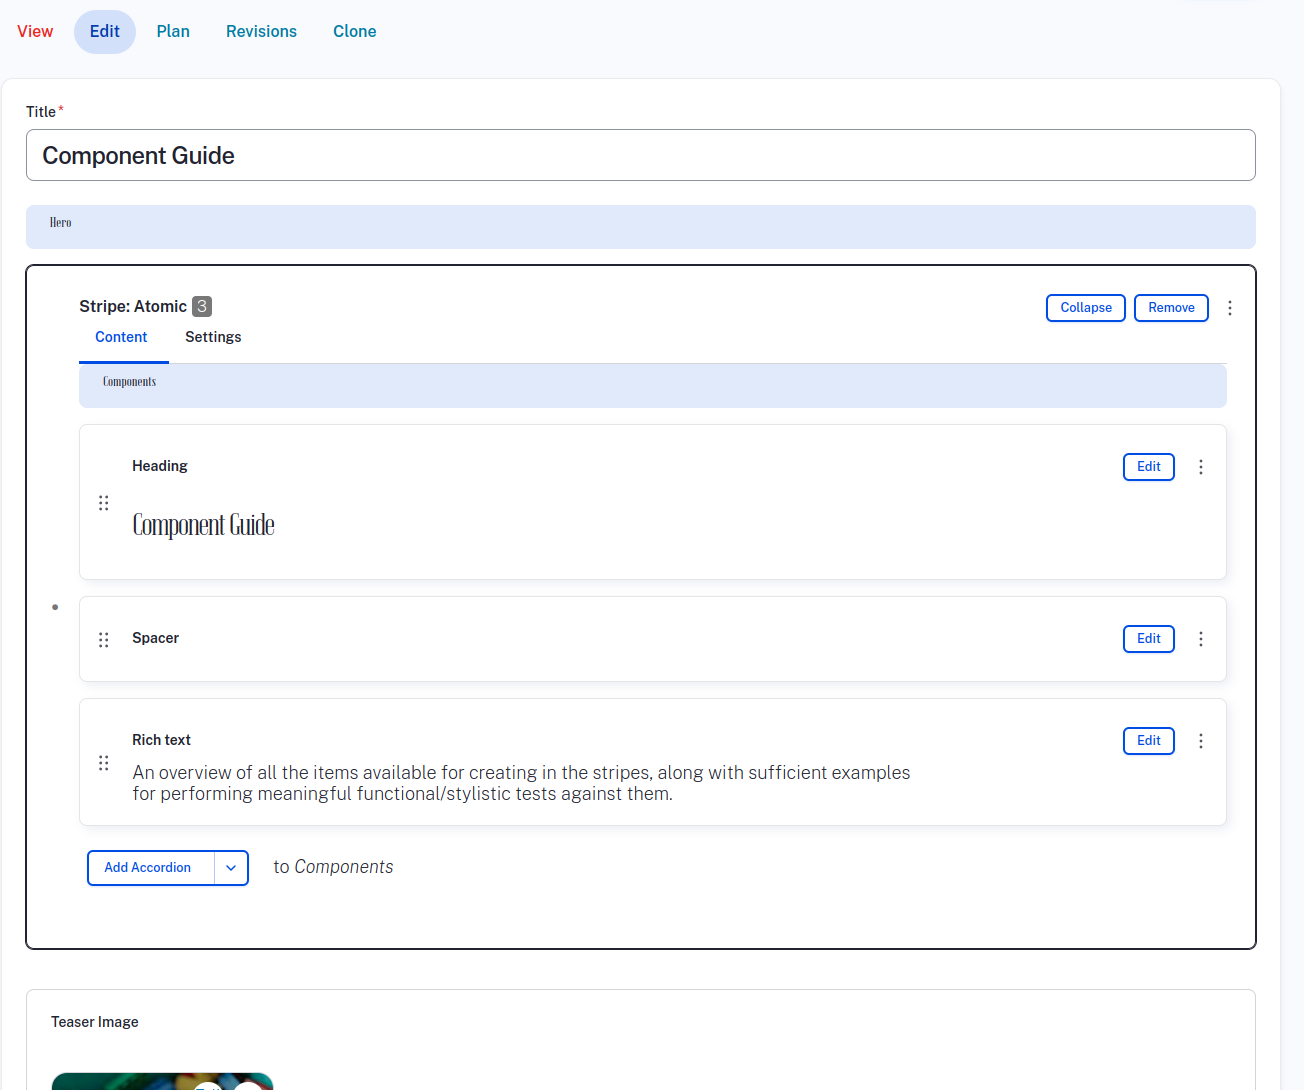 View Edit Plan Revisions Clone
Title*
Component Guide
Hero
Stripe: Atomic 3 Collapse Remove
Content Settings
Components
Heading Edit
Component Guide
Spacer Edit
Rich text Edit
An overview of all the items available for creating in the stripes, along with sufficient examples
for performing meaningful functional/stylistic tests against them.
Add Accordion to Components
Teaser Image